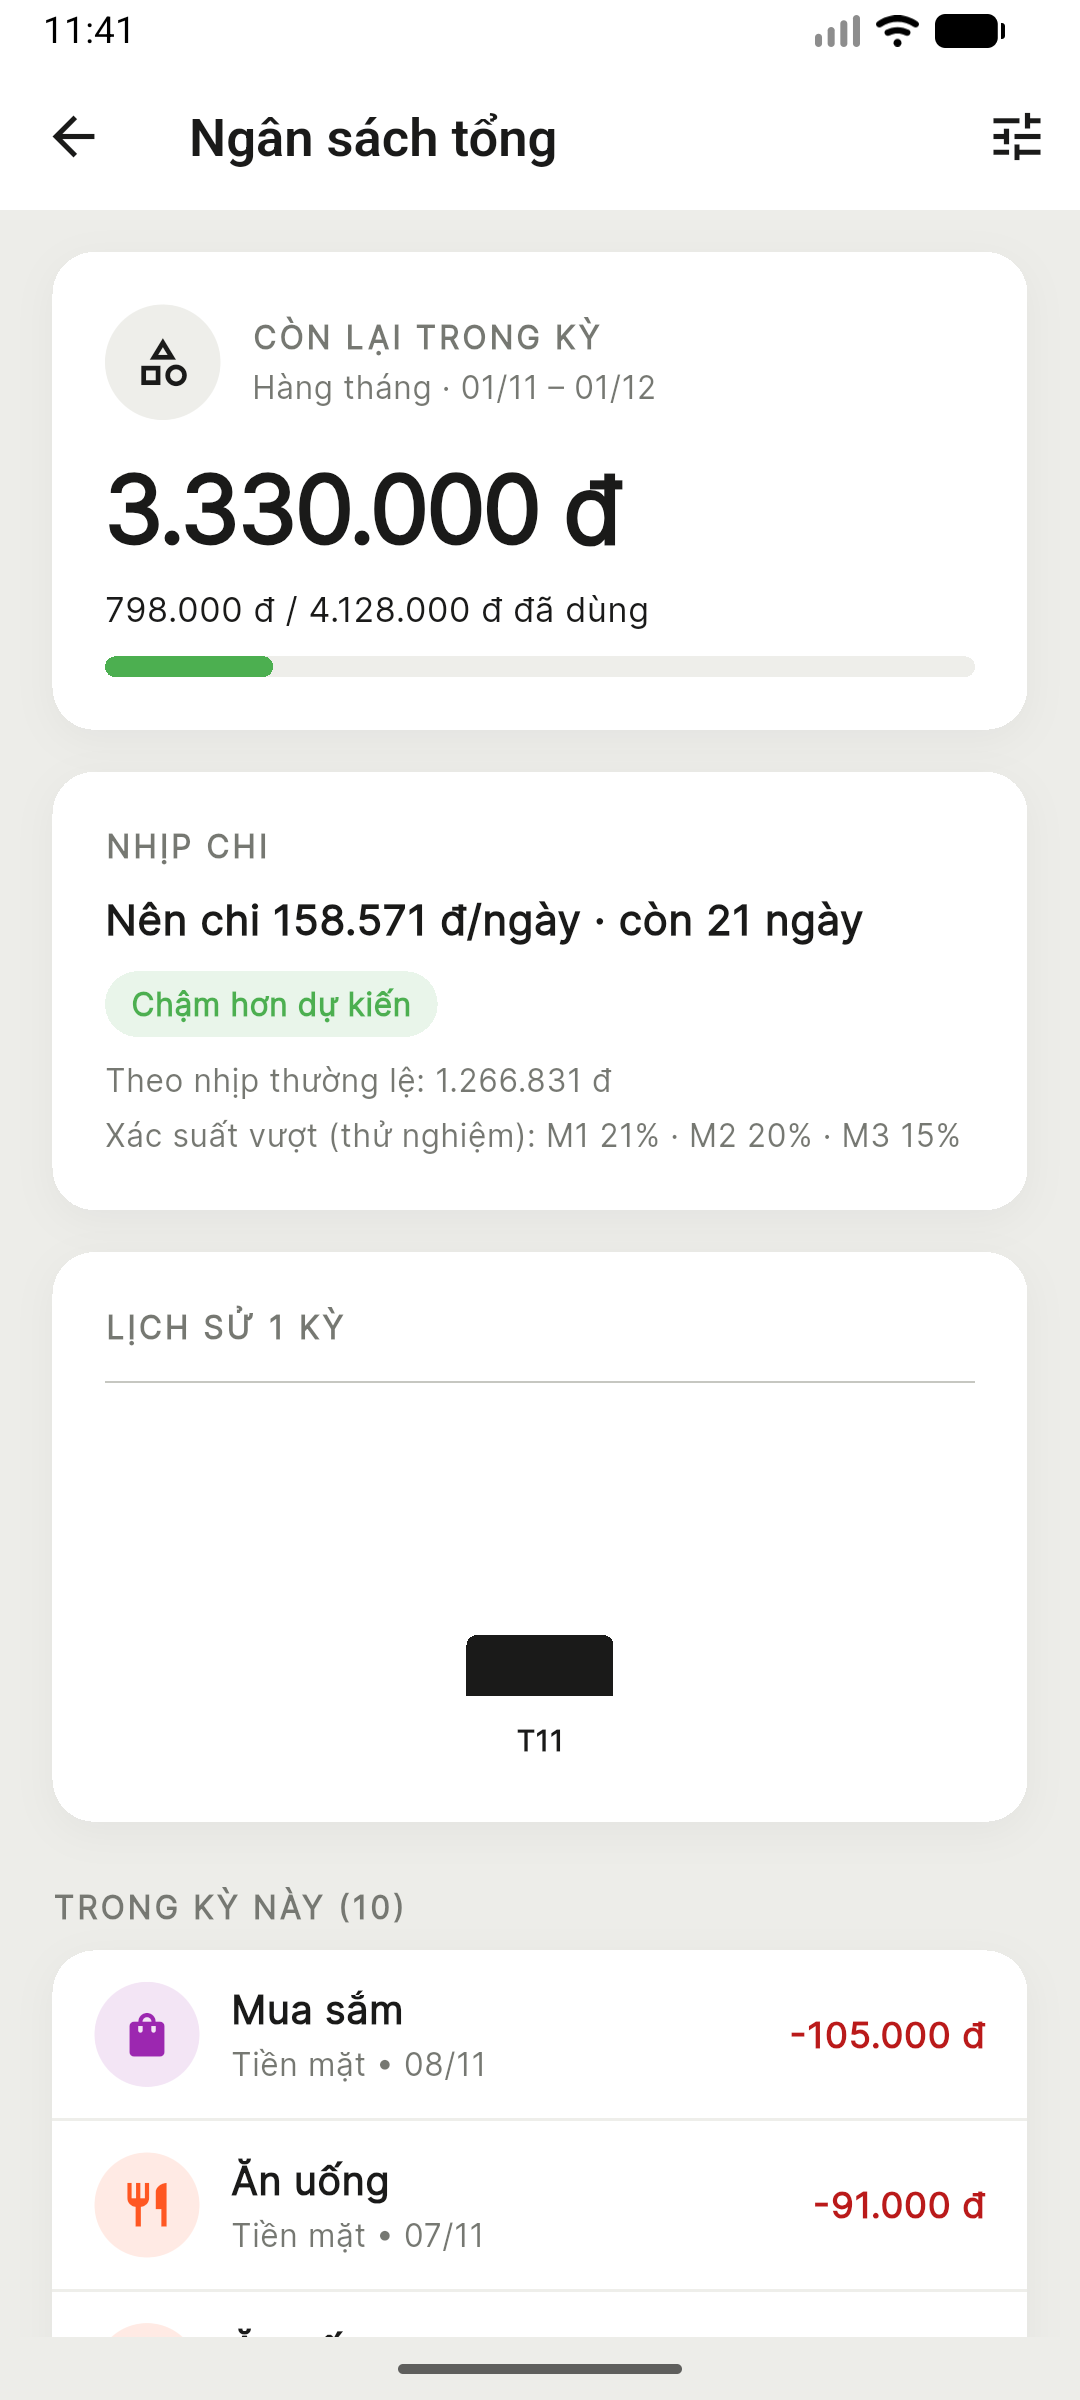 11:41
Ngân sách tổng
CÒN LẠI TRONG KỲ
Hàng tháng · 01/11 – 01/12
3.330.000 đ
798.000 đ / 4.128.000 đ đã dùng
NHỊP CHI
Nên chi 158.571 đ/ngày · còn 21 ngày
Chậm hơn dự kiến
Theo nhịp thường lệ: 1.266.831 đ
Xác suất vượt (thử nghiệm): M1 21% · M2 20% · M3 15%
LỊCH SỬ 1 KỲ
T11
TRONG KỲ NÀY (10)
Mua sắm
-105.000 đ
Tiền mặt • 08/11
Ăn uống
-91.000 đ
Tiền mặt • 07/11